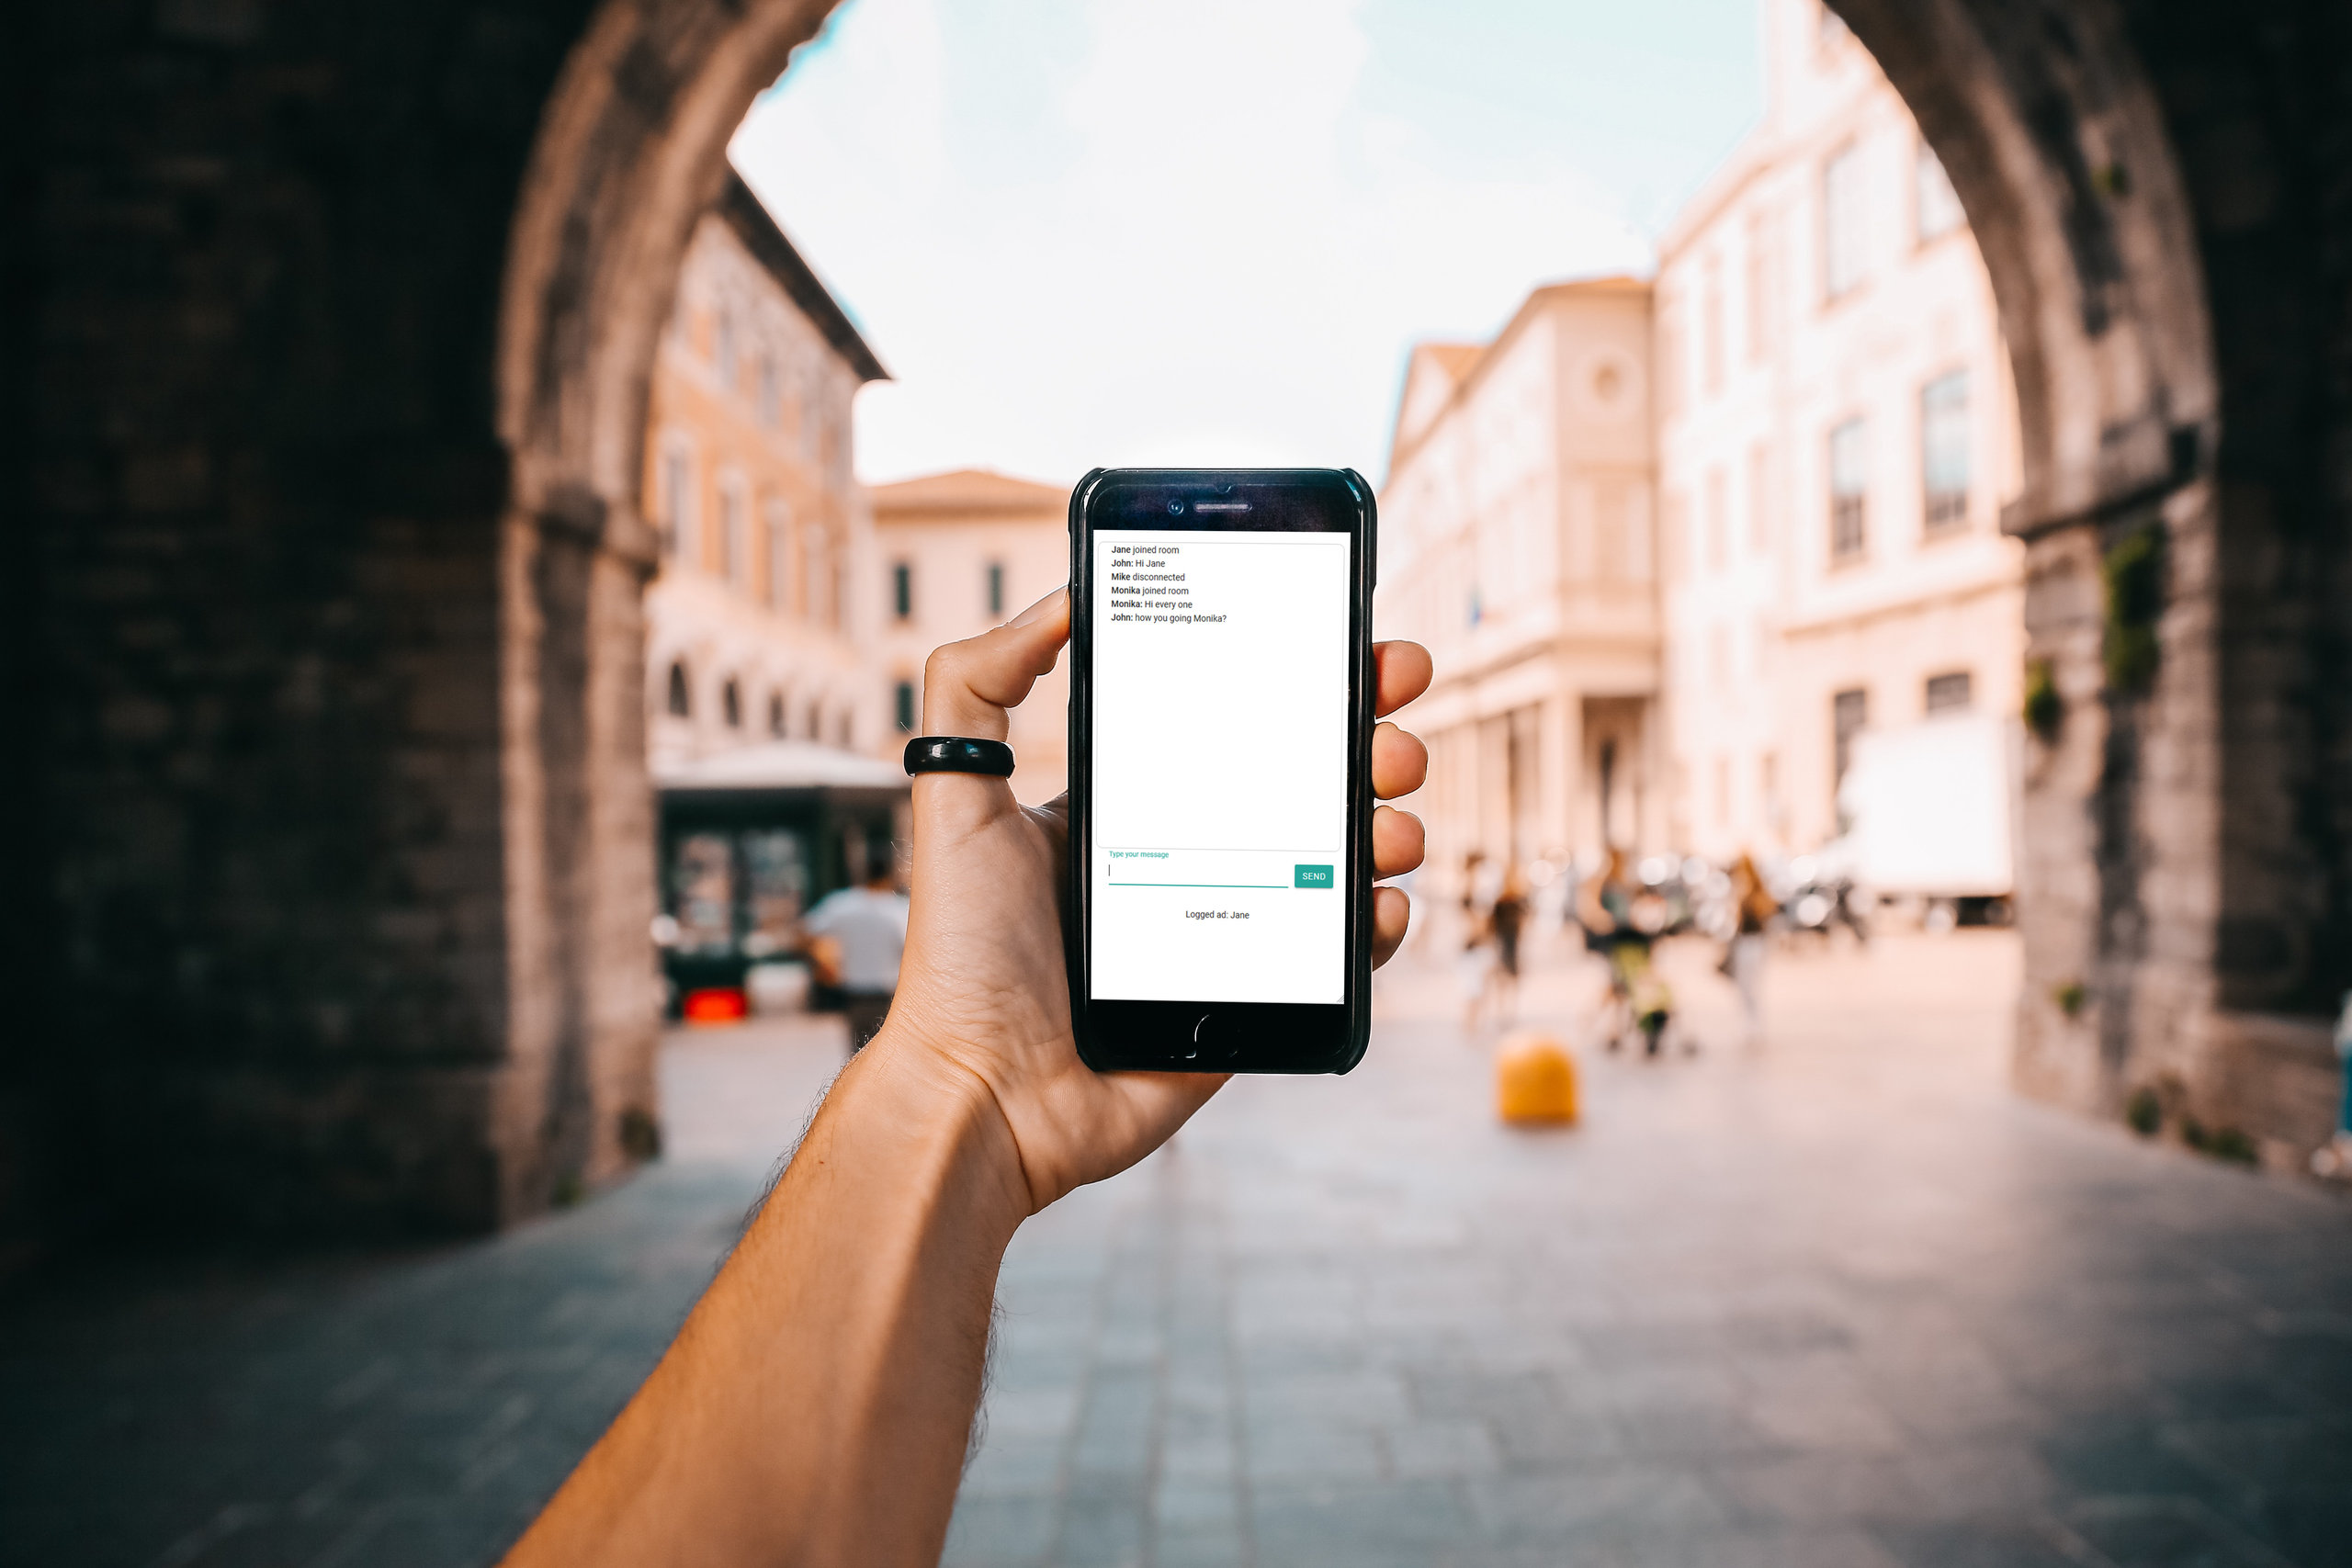 Jane joined room
John: Hi Jane
Mike disconnected
Monika joined room
Monika: Hi every one
John: how you going Monika?
Type your message
SEND
Logged ad: Jane